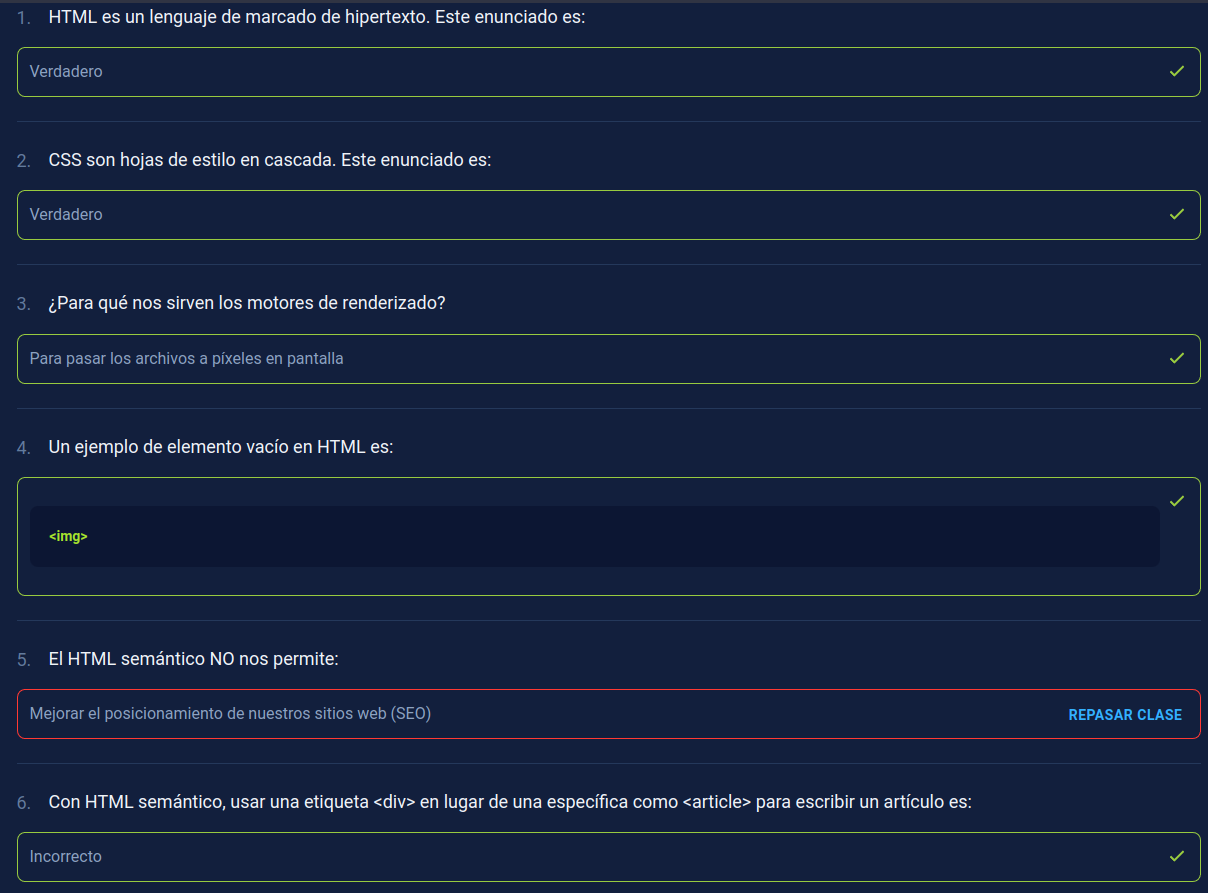 1. HTML es un lenguaje de marcado de hipertexto. Este enunciado es:
Verdadero
2. CSS son hojas de estilo en cascada. Este enunciado es:
Verdadero
3. ¿Para qué nos sirven los motores de renderizado?
Para pasar los archivos a píxeles en pantalla
4. Un ejemplo de elemento vacío en HTML es:
<img>
5. El HTML semántico NO nos permite:
Mejorar el posicionamiento de nuestros sitios web (SEO) REPASAR CLASE
6. Con HTML semántico, usar una etiqueta <div> en lugar de una específica como <article> para escribir un artículo es:
Incorrecto